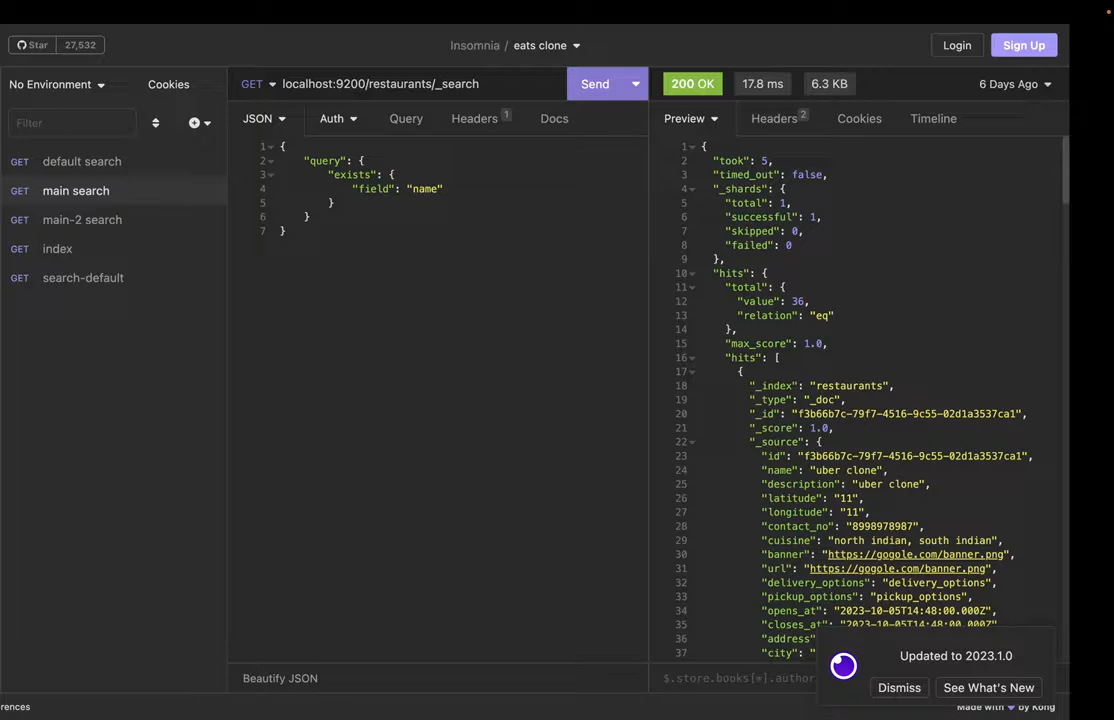 Star 27,532
Insomnia / eats clone
Login
Sign Up
No Environment
Cookies
Filter
GET default search
GET main search
GET main-2 search
GET index
GET search-default
GET localhost:9200/restaurants/_search
Send
JSON Auth Query Headers 1 Docs
1 {
2 "query": {
3 "exists": {
4 "field": "name"
5 }
6 }
7 }
Beautify JSON
200 OK 17.8 ms 6.3 KB 6 Days Ago
Preview Headers 2 Cookies Timeline
1 {
2 "took": 5,
3 "timed_out": false,
4 "_shards": {
5 "total": 1,
6 "successful": 1,
7 "skipped": 0,
8 "failed": 0
9 },
10 "hits": {
11 "total": {
12 "value": 36,
13 "relation": "eq"
14 },
15 "max_score": 1.0,
16 "hits": [
17 {
18 "_index": "restaurants",
19 "_type": "_doc",
20 "_id": "f3b66b7c-79f7-4516-9c55-02d1a3537ca1",
21 "_score": 1.0,
22 "_source": {
23 "id": "f3b66b7c-79f7-4516-9c55-02d1a3537ca1",
24 "name": "uber clone",
25 "description": "uber clone",
26 "latitude": "11",
27 "longitude": "11",
28 "contact_no": "8998978987",
29 "cuisine": "north indian, south indian",
30 "banner": "https://gogole.com/banner.png",
31 "url": "https://gogole.com/banner.png",
32 "delivery_options": "delivery_options",
33 "pickup_options": "pickup_options",
34 "opens_at": "2023-10-05T14:48:00.000Z",
35 "closes_at": "2023-10-05T14:48:00.000Z",
36 "address"
37 "city": "
$.store.books[*].author
Updated to 2023.1.0
Dismiss
See What's New
rences
Made with by Kong